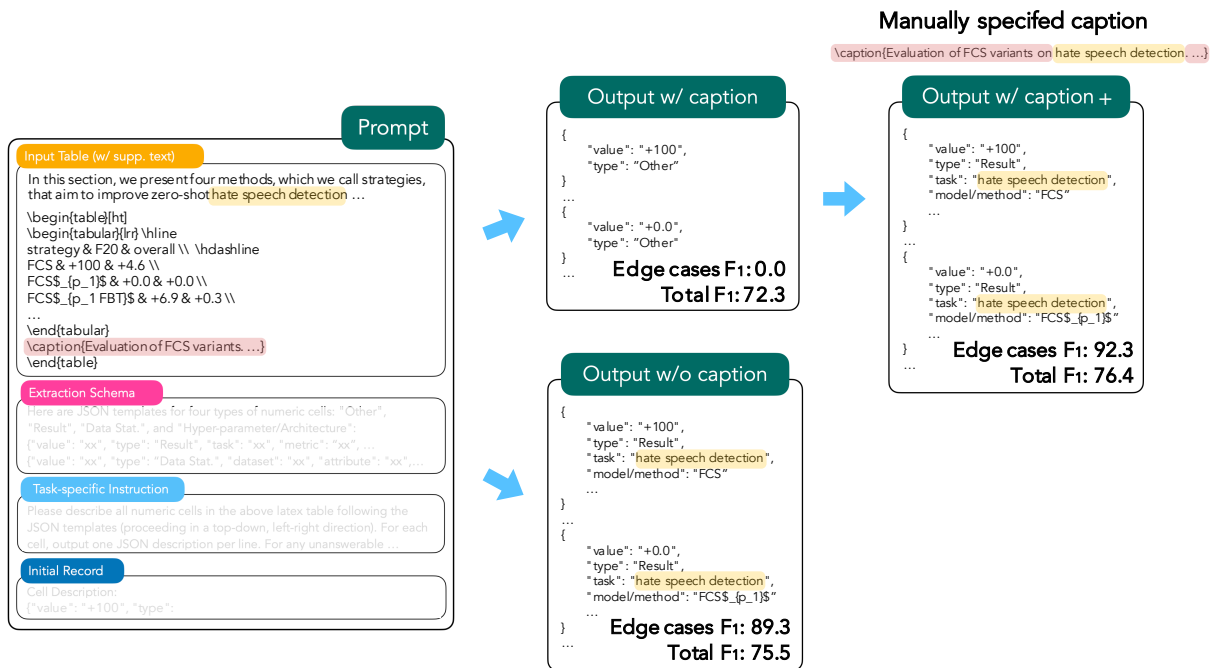 Manually specifed caption
\caption{Evaluation of FCS variants on hate speech detection. …}
Prompt
Input Table (w/ supp. text)
In this section, we present four methods, which we call strategies,
that aim to improve zero-shot hate speech detection …
\begin{table}[ht]
\begin{tabular}{lrr} \hline
strategy & F20 & overall \\ \hdashline
FCS & +100 & +4.6 \\
FCS$_{p_1}$ & +0.0 & +0.0 \\
FCS$_{p_1 FBT}$ & +6.9 & +0.3 \\
…
\end{tabular}
\caption{Evaluation of FCS variants. …}
\end{table}
Extraction Schema
Here are JSON templates for four types of numeric cells: "Other",
"Result", "Data Stat.", and "Hyper-parameter/Architecture":
{"value": "xx", "type": "Result", "task": "xx", "metric": "xx", …
{"value": "xx", "type": "Data Stat.", "dataset": "xx", "attribute": "xx",…
Task-specific Instruction
Please describe all numeric cells in the above latex table following the
JSON templates (proceeding in a top-down, left-right direction). For each
cell, output one JSON description per line. For any unanswerable …
Initial Record
Cell Description:
{"value": "+100", "type":
Output w/ caption
{
"value": "+100",
"type": "Other"
}
…
{
"value": "+0.0",
"type": "Other"
}
…
Edge cases F1: 0.0
Total F1: 72.3
Output w/o caption
{
"value": "+100",
"type": "Result",
"task": "hate speech detection",
"model/method": "FCS"
…
}
…
{
"value": "+0.0",
"type": "Result",
"task": "hate speech detection",
"model/method": "FCS$_{p_1}$"
…
}
…
Edge cases F1: 89.3
Total F1: 75.5
Output w/ caption +
{
"value": "+100",
"type": "Result",
"task": "hate speech detection",
"model/method": "FCS"
…
}
…
{
"value": "+0.0",
"type": "Result",
"task": "hate speech detection",
"model/method": "FCS$_{p_1}$"
…
}
…
Edge cases F1: 92.3
Total F1: 76.4